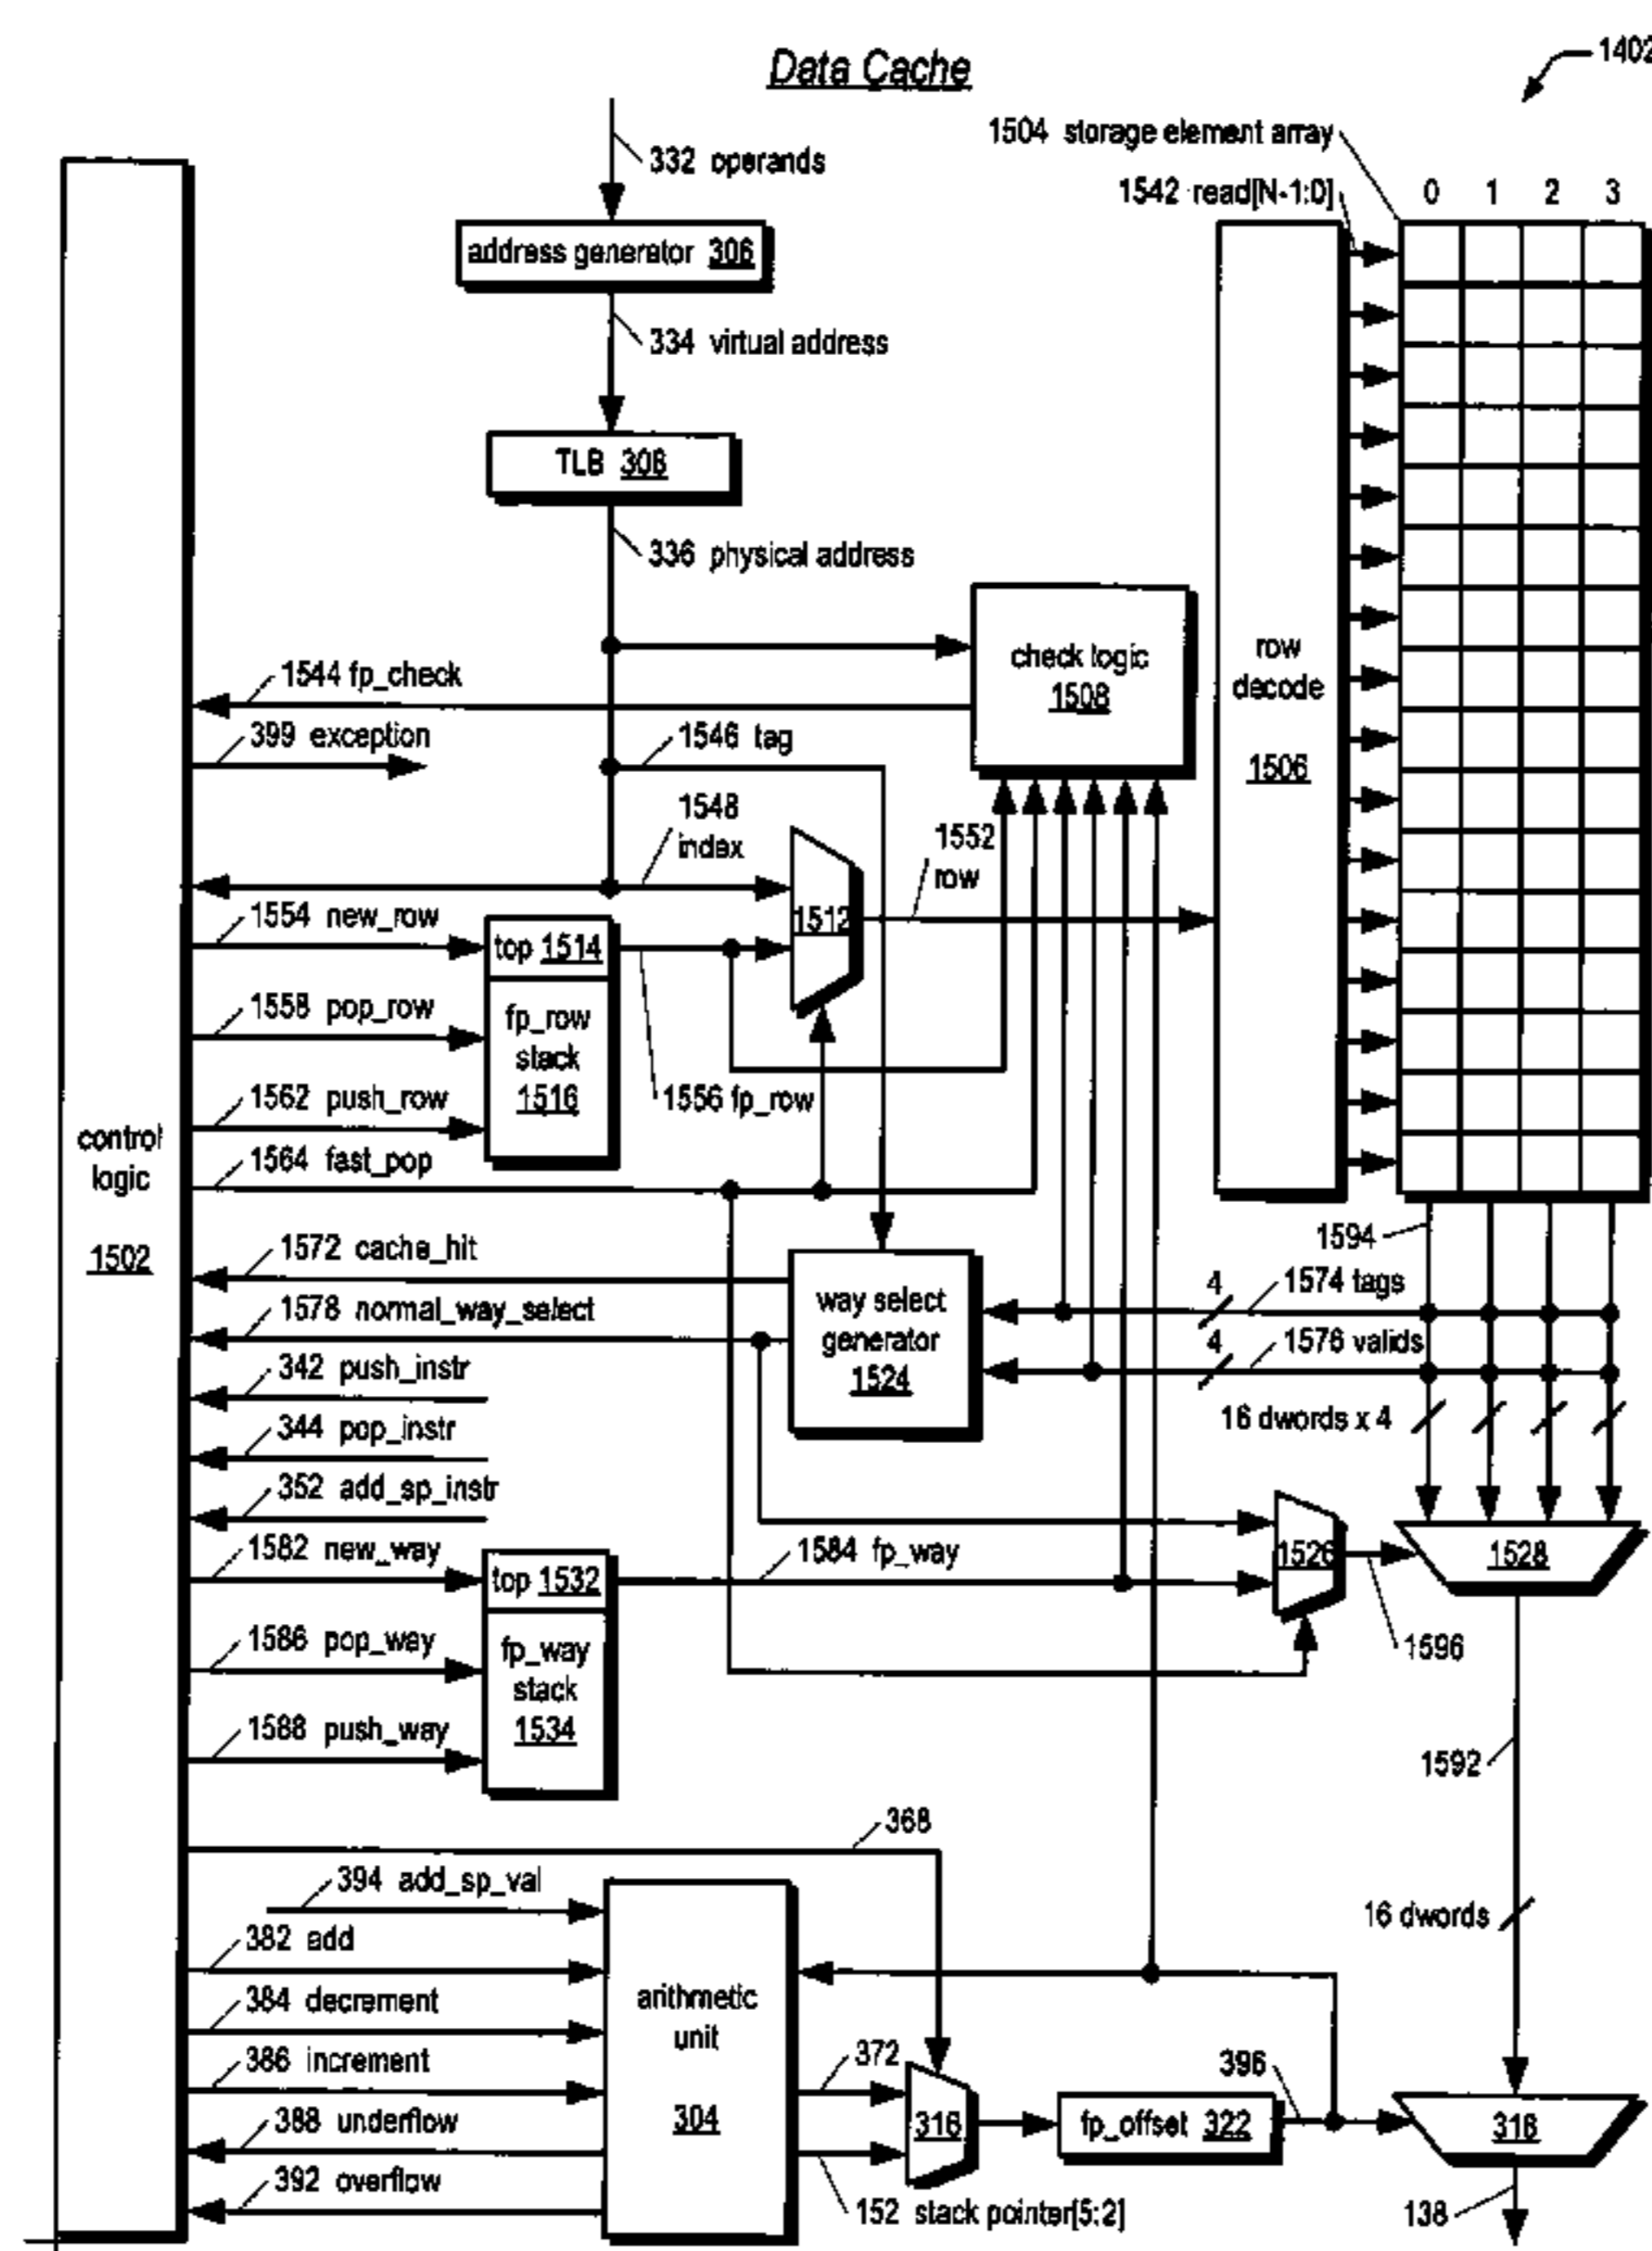 Data Cache
1402
1504 storage element array
332 operands
1542 read[N-1:0]
0 1 2 3
address generator 306
334 virtual address
TLB 308
336 physical address
check logic
1508
row
decode
1506
1544 fp_check
399 exception
1546 tag
1548
index
1552
row
1512
1554 new_row
top 1514
1558 pop_row
fp_row
stack
1516
1556 fp_row
1562 push_row
control
logic
1502
1564 fast_pop
1594
1572 cache_hit
way select
generator
1524
4
1574 tags
1578 normal_way_select
4
1576 valids
342 push_instr
16 dwords x 4
344 pop_instr
352 add_sp_instr
1582 new_way
top 1532
1584 fp_way
1526
1528
1586 pop_way
fp_way
stack
1534
1596
1588 push_way
1592
368
394 add_sp_val
16 dwords
382 add
arithmetic
unit
304
384 decrement
386 increment
372
396
388 underflow
316
fp_offset 322
318
392 overflow
152 stack pointer[5:2]
138